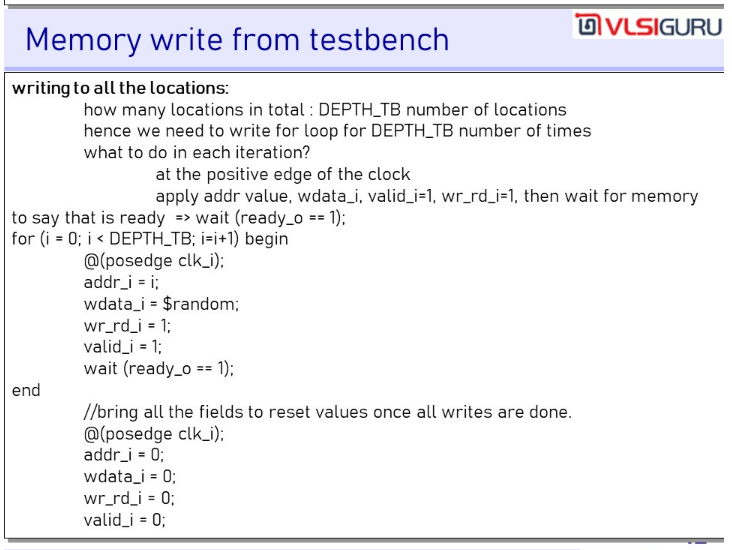 Memory write from testbench
VLSIGURU
writing to all the locations:
how many locations in total : DEPTH_TB number of locations
hence we need to write for loop for DEPTH_TB number of times
what to do in each iteration?
at the positive edge of the clock
apply addr value, wdata_i, valid_i=1, wr_rd_i=1, then wait for memory
to say that is ready => wait (ready_o == 1);
for (i = 0; i < DEPTH_TB; i=i+1) begin
@(posedge clk_i);
addr_i = i;
wdata_i = $random;
wr_rd_i = 1;
valid_i = 1;
wait (ready_o == 1);
end
//bring all the fields to reset values once all writes are done.
@(posedge clk_i);
addr_i = 0;
wdata_i = 0;
wr_rd_i = 0;
valid_i = 0;